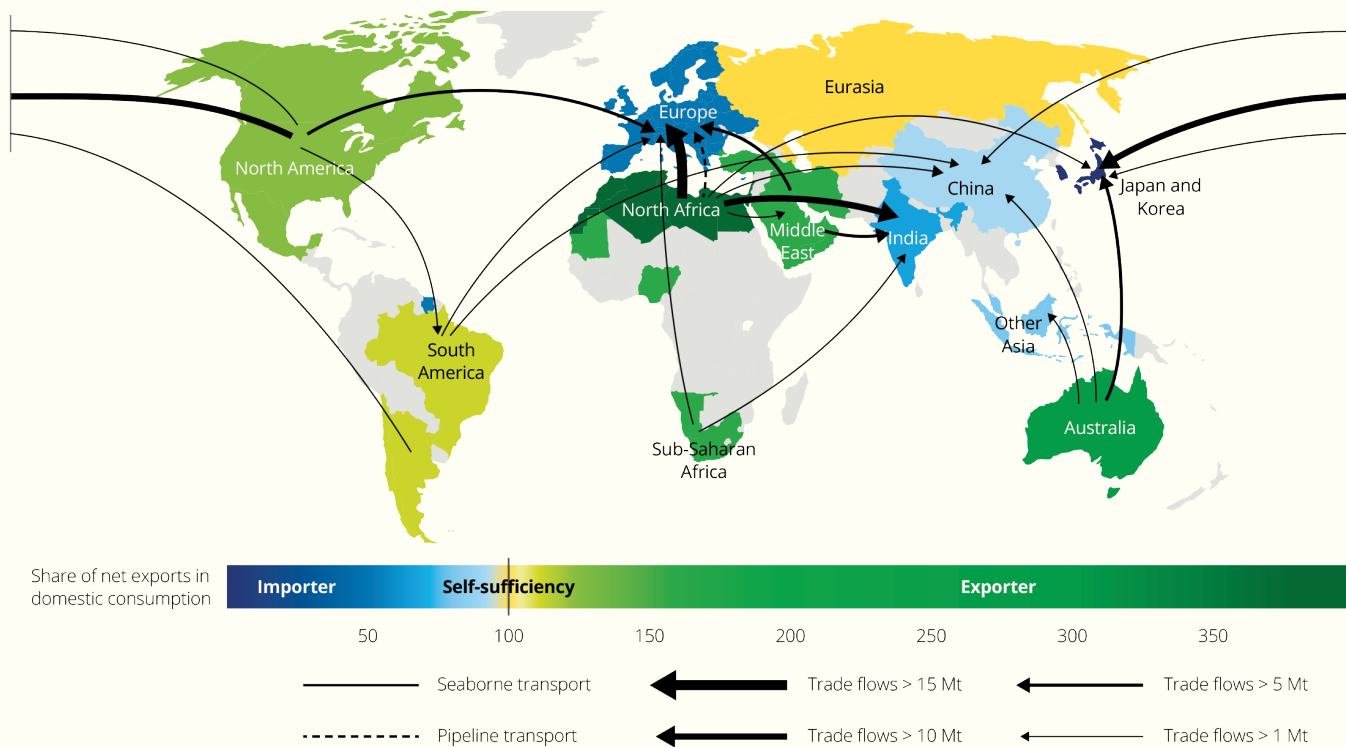 Eurasia
Europe
North America
China
Japan and
Korea
North Africa
Middle
East
India
Other
Asia
South
America
Australia
Sub-Saharan
Africa
Share of net exports in
domestic consumption
Importer
Self-sufficiency
Exporter
50
100
150
200
250
300
350
Seaborne transport
Trade flows > 15 Mt
Trade flows > 5 Mt
Pipeline transport
Trade flows > 10 Mt
Trade flows > 1 Mt